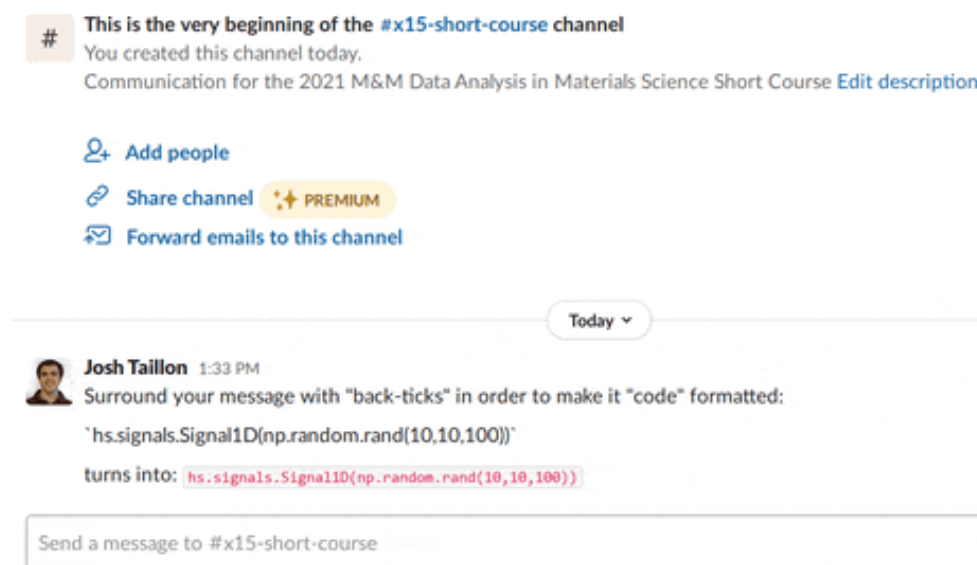 #
This is the very beginning of the #x15-short-course channel
You created this channel today.
Communication for the 2021 M&M Data Analysis in Materials Science Short Course Edit description
Add people
Share channel PREMIUM
Forward emails to this channel
Today
Josh Taillon 1:33 PM
Surround your message with "back-ticks" in order to make it "code" formatted:
`hs.signals.Signal1D(np.random.rand(10,10,100))`
turns into: hs.signals.Signal1D(np.random.rand(10,10,100))
Send a message to #x15-short-course